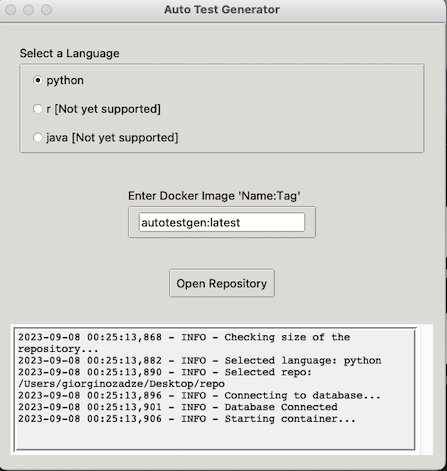 Auto Test Generator
Select a Language
python
r [Not yet supported]
java [Not yet supported]
Enter Docker Image 'Name:Tag'
autotestgen:latest
Open Repository
2023-09-08 00:25:13,868 - INFO - Checking size of the
repository...
2023-09-08 00:25:13,882 - INFO - Selected language: python
2023-09-08 00:25:13,890 - INFO - Selected repo:
/Users/giorginozadze/Desktop/repo
2023-09-08 00:25:13,896 - INFO - Connecting to database...
2023-09-08 00:25:13,901 - INFO - Database Connected
2023-09-08 00:25:13,906 - INFO - Starting container...